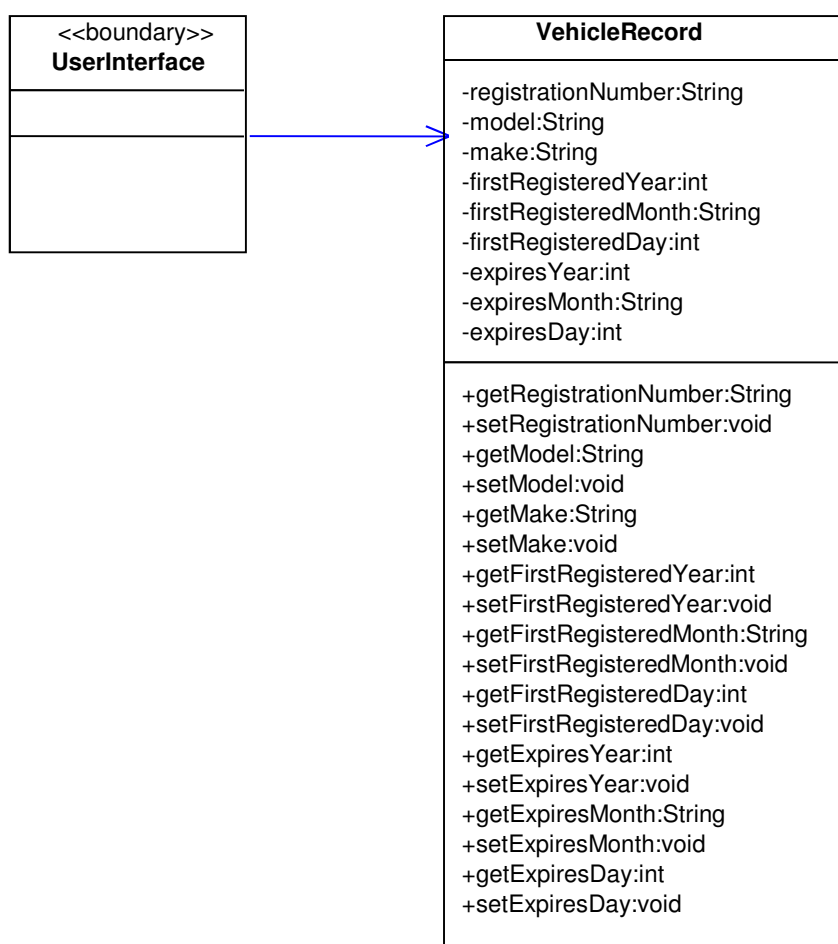 <<boundary>>
UserInterface
VehicleRecord
-registrationNumber:String
-model:String
-make:String
-firstRegisteredYear:int
-firstRegisteredMonth:String
-firstRegisteredDay:int
-expiresYear:int
-expiresMonth:String
-expiresDay:int
+getRegistrationNumber:String
+setRegistrationNumber:void
+getModel:String
+setModel:void
+getMake:String
+setMake:void
+getFirstRegisteredYear:int
+setFirstRegisteredYear:void
+getFirstRegisteredMonth:String
+setFirstRegisteredMonth:void
+getFirstRegisteredDay:int
+setFirstRegisteredDay:void
+getExpiresYear:int
+setExpiresYear:void
+getExpiresMonth:String
+setExpiresMonth:void
+getExpiresDay:int
+setExpiresDay:void